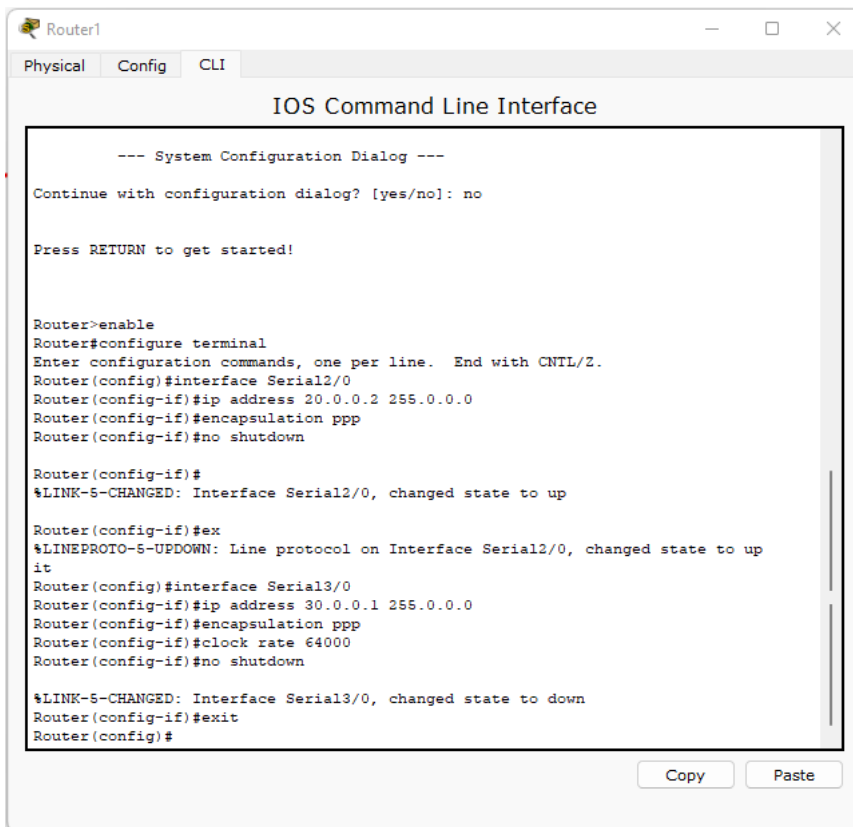 Router1
Physical Config CLI
IOS Command Line Interface
--- System Configuration Dialog ---
Continue with configuration dialog? [yes/no]: no
Press RETURN to get started!
Router>enable
Router#configure terminal
Enter configuration commands, one per line. End with CNTL/Z.
Router(config)#interface Serial2/0
Router(config-if)#ip address 20.0.0.2 255.0.0.0
Router(config-if)#encapsulation ppp
Router(config-if)#no shutdown
Router(config-if)#
%LINK-5-CHANGED: Interface Serial2/0, changed state to up
Router(config-if)#ex
%LINEPROTO-5-UPDOWN: Line protocol on Interface Serial2/0, changed state to up
it
Router(config)#interface Serial3/0
Router(config-if)#ip address 30.0.0.1 255.0.0.0
Router(config-if)#encapsulation ppp
Router(config-if)#clock rate 64000
Router(config-if)#no shutdown
%LINK-5-CHANGED: Interface Serial3/0, changed state to down
Router(config-if)#exit
Router(config)#
Copy Paste